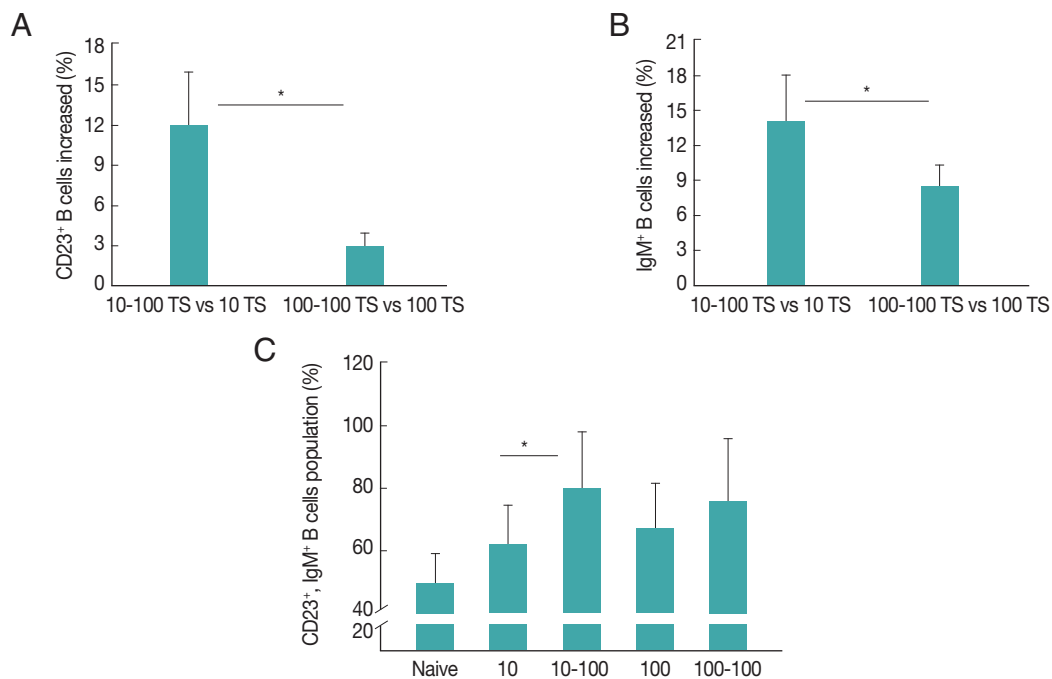 A
CD23+ B cells increased (%)
18
15
12
9
6
3
0
*
10-100 TS vs 10 TS
100-100 TS vs 100 TS
B
IgM+ B cells increased (%)
21
18
15
12
9
6
3
0
*
10-100 TS vs 10 TS
100-100 TS vs 100 TS
C
CD23+, IgM+ B cells population (%)
120
100
80
60
40
20
*
Naive
10
10-100
100
100-100